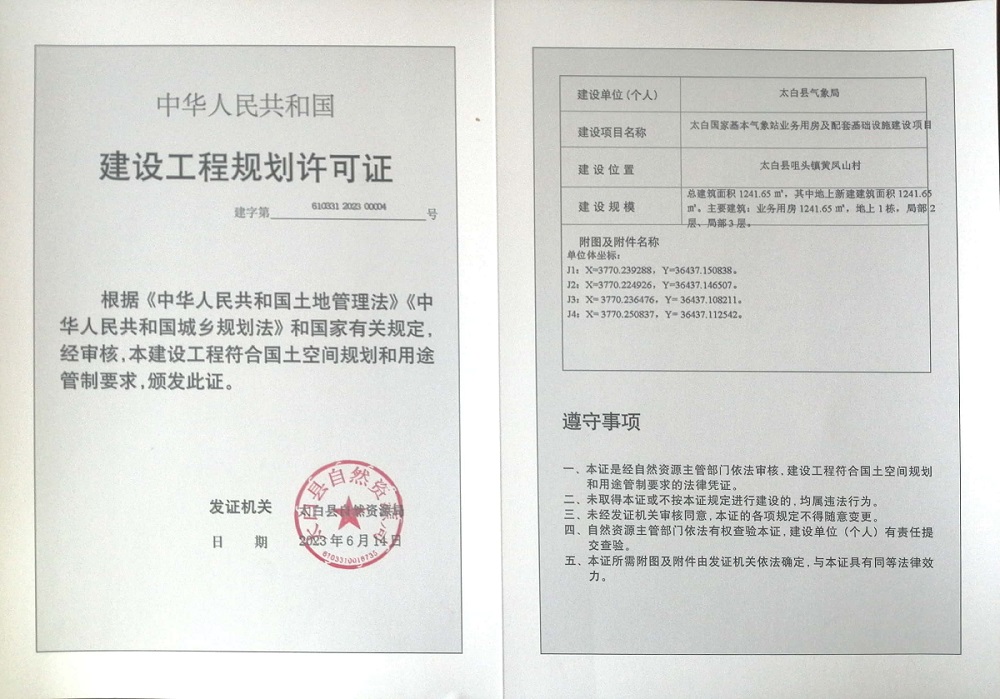 中华人民共和国
建设工程规划许可证
建字第 610331 2023 00004 号
根据《中华人民共和国土地管理法》《中
华人民共和国城乡规划法》和国家有关规定,
经审核,本建设工程符合国土空间规划和用途
管制要求,颁发此证。
发证机关 太白县自然资源局
日 期 2023年6月14日
太白县自然资源局
6103310018735
建设单位(个人) 太白县气象局
建设项目名称 太白国家基本气象站业务用房及配套基础设施建设项目
建设位置 太白县咀头镇黄凤山村
建设规模 总建筑面积 1241.65 ㎡,其中地上新建建筑面积 1241.65
㎡。主要建筑:业务用房 1241.65 ㎡,地上 1 栋,局部 2
层、局部 3 层。
附图及附件名称
单位体坐标:
J1: X=3770.239288, Y=36437.150838。
J2: X=3770.224926, Y=36437.146507。
J3: X= 3770.236476, Y= 36437.108211。
J4: X= 3770.250837, Y= 36437.112542。
遵守事项
一、本证是经自然资源主管部门依法审核,建设工程符合国土空间规划
和用途管制要求的法律凭证。
二、未取得本证或不按本证规定进行建设的,均属违法行为。
三、未经发证机关审核同意,本证的各项规定不得随意变更。
四、自然资源主管部门依法有权查验本证,建设单位(个人)有责任提
交查验。
五、本证所需附图及附件由发证机关依法确定,与本证具有同等法律效
力。